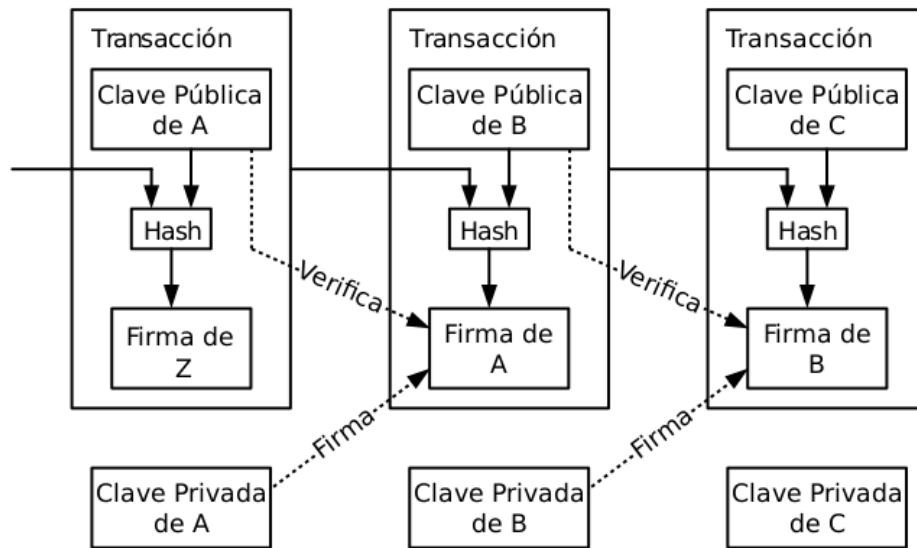 Transacción
Clave Pública
de A
Hash
Firma de
Z
Transacción
Clave Pública
de B
Hash
Firma de
A
Transacción
Clave Pública
de C
Hash
Firma de
B
Verifica
Verifica
Firma
Firma
Clave Privada
de A
Clave Privada
de B
Clave Privada
de C